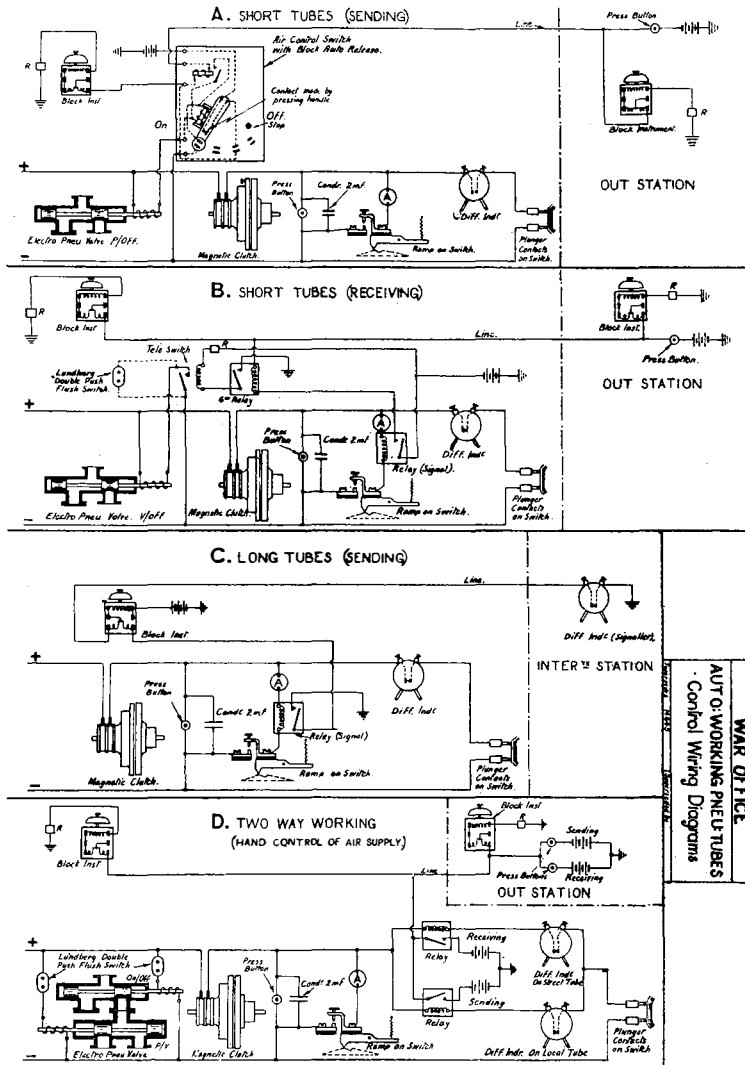 A. SHORT TUBES (SENDING)
R
Block Inst
Air Control Switch
with Block Auto Release.
Contact made by
pressing handle.
On
Off.
Stop
Line.
Press Button
Block Instrument.
R
OUT STATION
+
Electro Pneu Valve P/Off.
Magnetic Clutch.
Press
Button
Condr. 2 mf.
A
Ramp on Switch.
Diff. Indr
Plunger
Contacts
on Switch.
–
B. SHORT TUBES (RECEIVING)
R
Block Inst
Lundberg
Double Push
Flush Switch.
Tele Switch
R
Relay
Line.
Block Inst.
R
Press Button.
OUT STATION
+
Electro Pneu Valve. V/off
Magnetic Clutch.
Press
Button
Condr 2 mf
A
Relay (Signal).
Ramp on Switch.
Diff. Indr
Plunger
Contacts
on Switch
–
C. LONG TUBES (SENDING)
Block Inst.
Line.
Diff Indr (Signaller).
INTERTE STATION
+
Magnetic Clutch.
Press
Button
Condr 2 mf
A
Relay (Signal)
Ramp on Switch.
Diff. Indr
Plunger
Contacts
on Switch.
–
D. TWO WAY WORKING
(HAND CONTROL OF AIR SUPPLY.)
R
Block Inst
Line
Block Inst
R
Sending
Press Buttons
Receiving
OUT STATION
+
Lundberg Double
Push Flush Switch
On/Off
P/V
Electro Pneu Valve
Magnetic Clutch
Press
Button
Condr 2 mf
A
Ramp on Switch
Relay
Receiving
Sending
Relay
Diff Indr
On Street Tube
Diff. Indr. On Local Tube
Plunger
Contacts
on Switch
–
WAR OFFICE
AUTO-WORKING PNEU TUBES
Control Wiring Diagrams